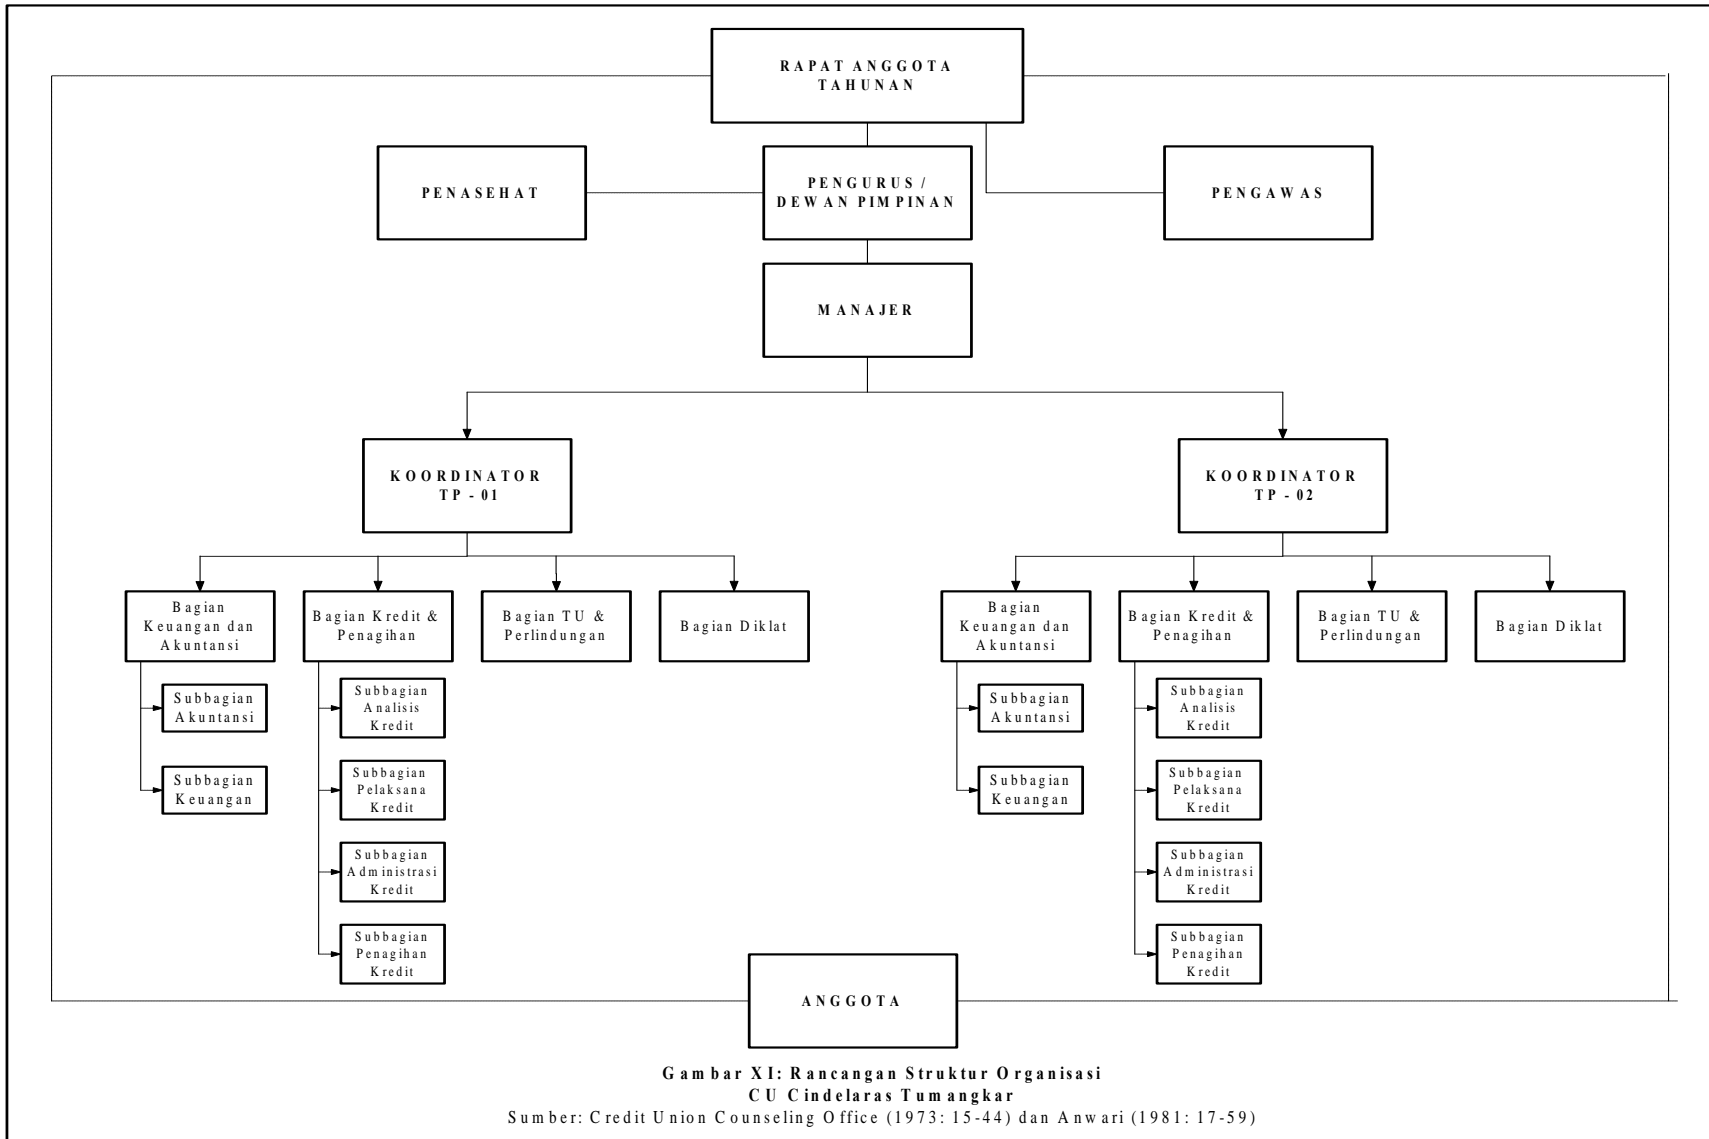 RAPAT ANGGOTA
TAHUNAN
PENASEHAT
PENGURUS /
DEWAN PIMPINAN
PENGAWAS
MANAJER
KOORDINATOR
TP - 01
KOORDINATOR
TP - 02
Bagian
Keuangan dan
Akuntansi
Bagian Kredit &
Penagihan
Bagian TU &
Perlindungan
Bagian Diklat
Bagian
Keuangan dan
Akuntansi
Bagian Kredit &
Penagihan
Bagian TU &
Perlindungan
Bagian Diklat
Subbagian
Akuntansi
Subbagian
Analisis
Kredit
Subbagian
Akuntansi
Subbagian
Analisis
Kredit
Subbagian
Keuangan
Subbagian
Pelaksana
Kredit
Subbagian
Keuangan
Subbagian
Pelaksana
Kredit
Subbagian
Administrasi
Kredit
Subbagian
Administrasi
Kredit
Subbagian
Penagihan
Kredit
Subbagian
Penagihan
Kredit
ANGGOTA
Gambar XI: Rancangan Struktur Organisasi
CU Cindelaras Tumangkar
Sumber: Credit Union Counseling Office (1973: 15-44) dan Anwari (1981: 17-59)